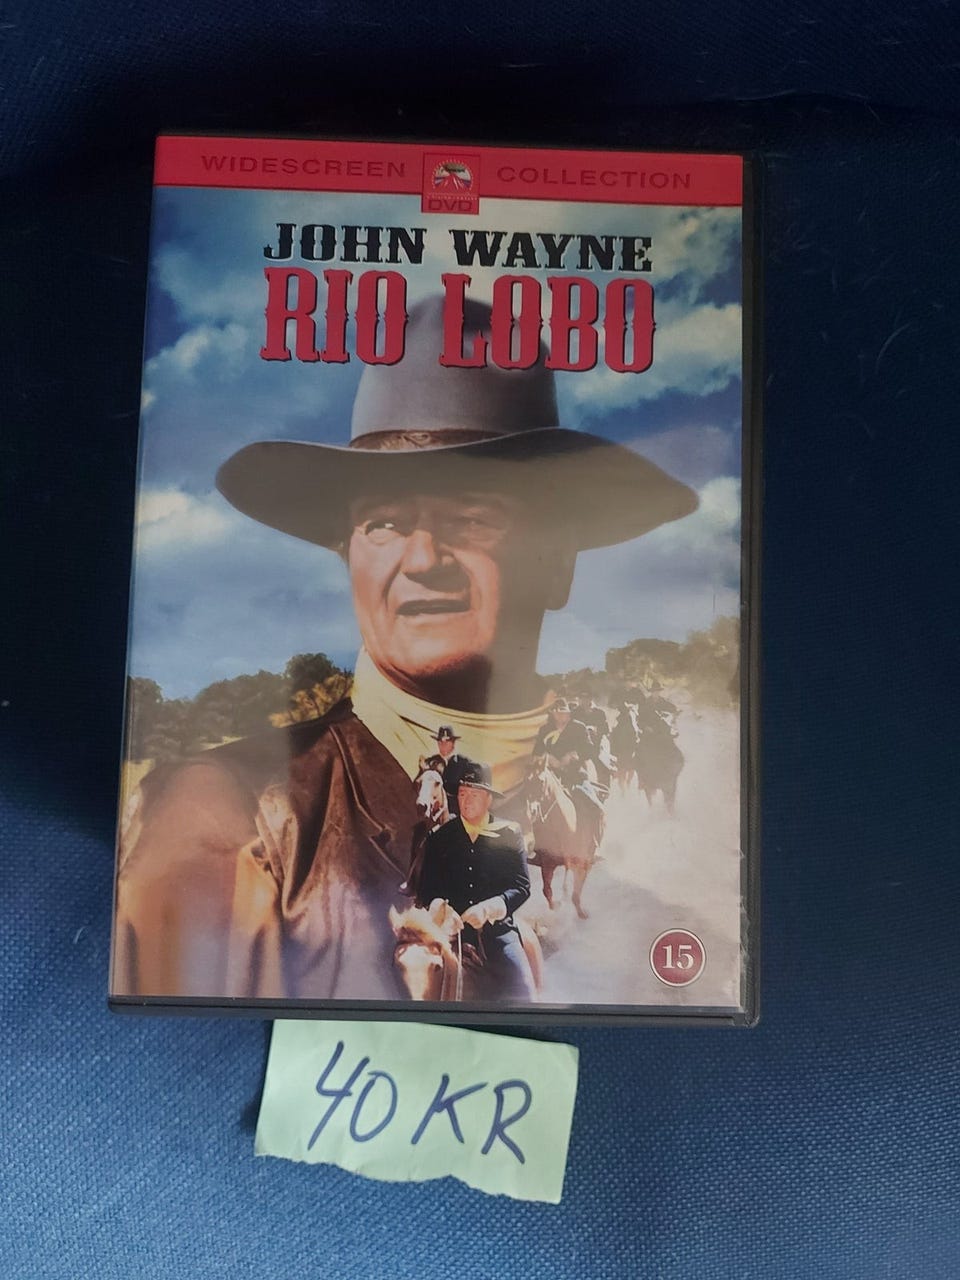 WIDESCREEN COLLECTION
DVD
JOHN WAYNE
RIO LOBO
15
40 KR